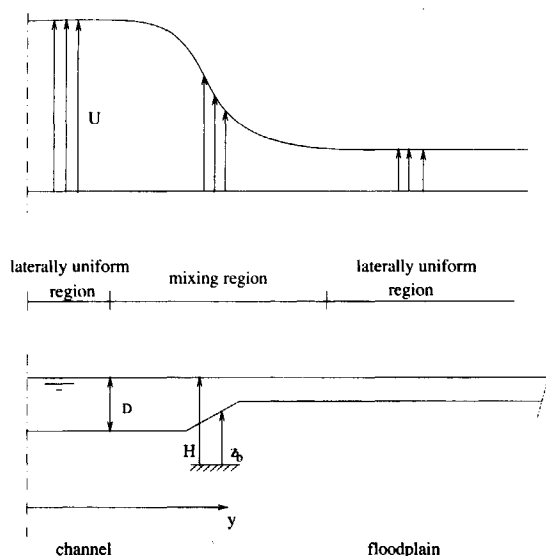 U
laterally uniform
region
mixing region
laterally uniform
region
D
H
z_b
y
channel
floodplain